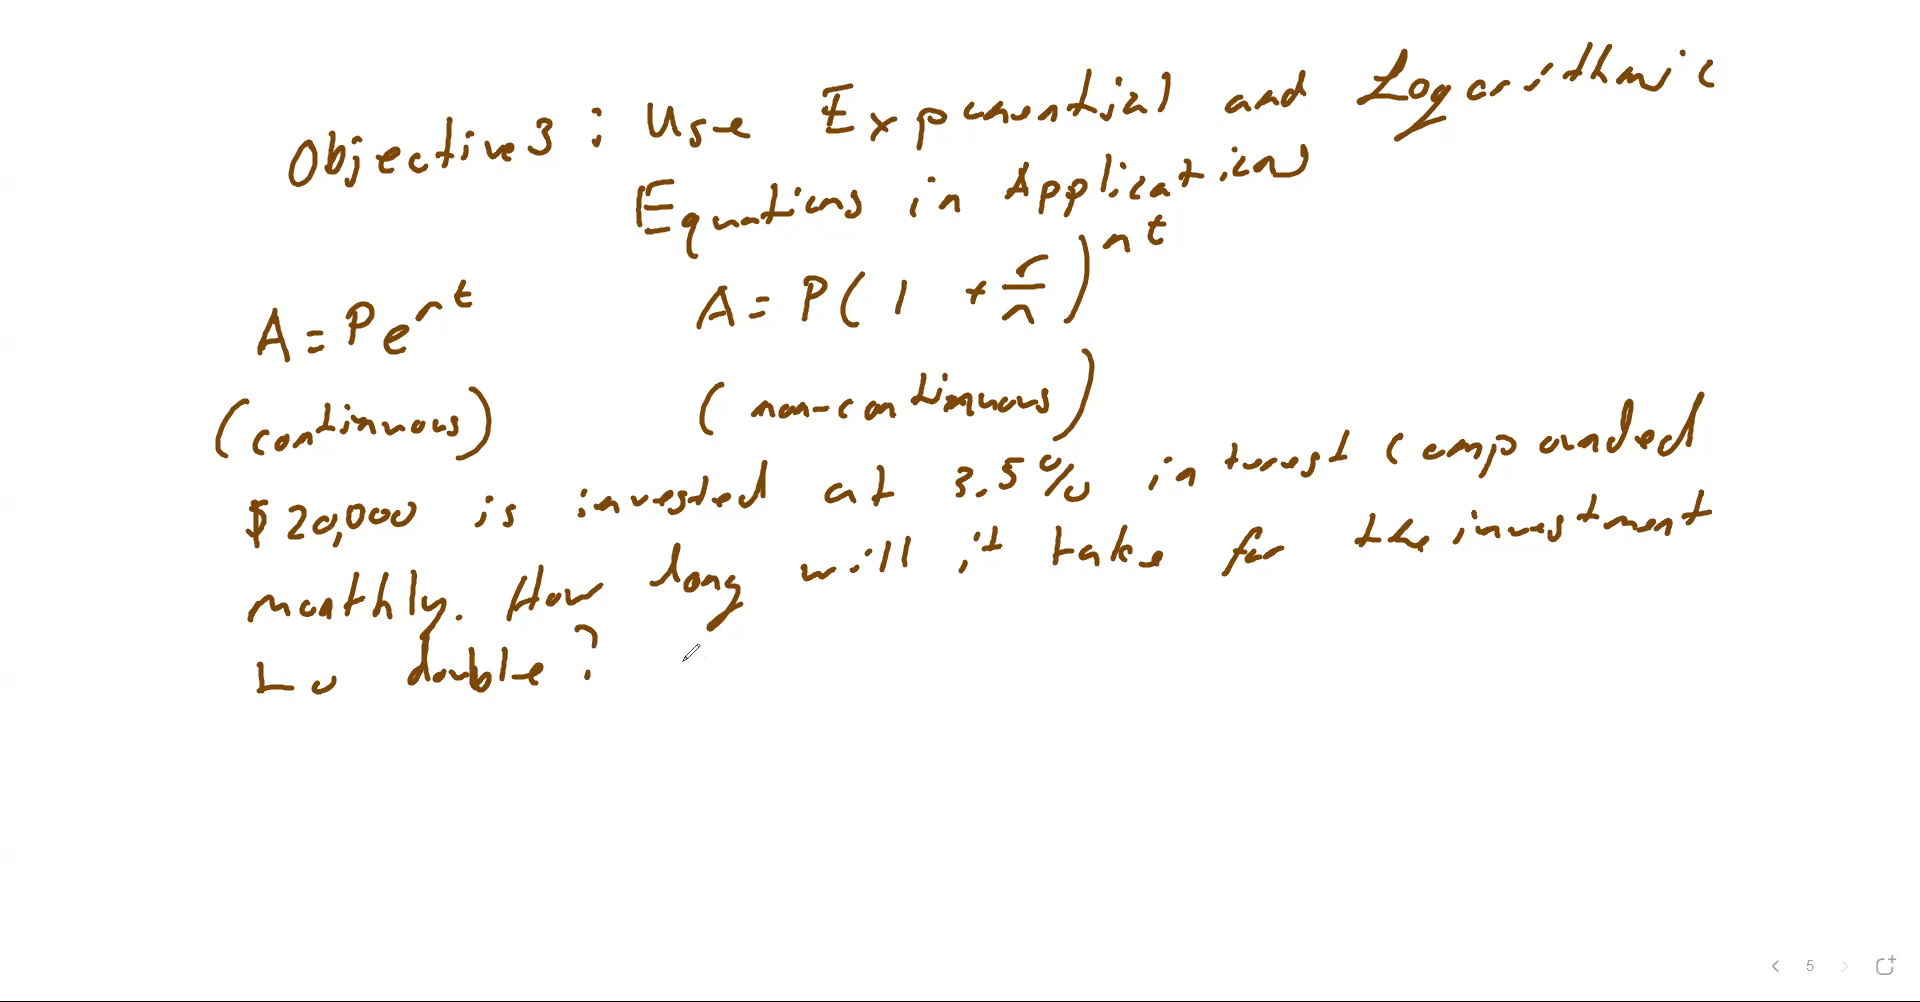 Objective 3 : Use Exponential and Logarithmic
Equations in Application
A = Pe^rt A = P(1 + r/n)^nt
(continuous) (non-continuous)
$20,000 is invested at 3.5% interest compounded
monthly. How long will it take for the investment
to double?
5